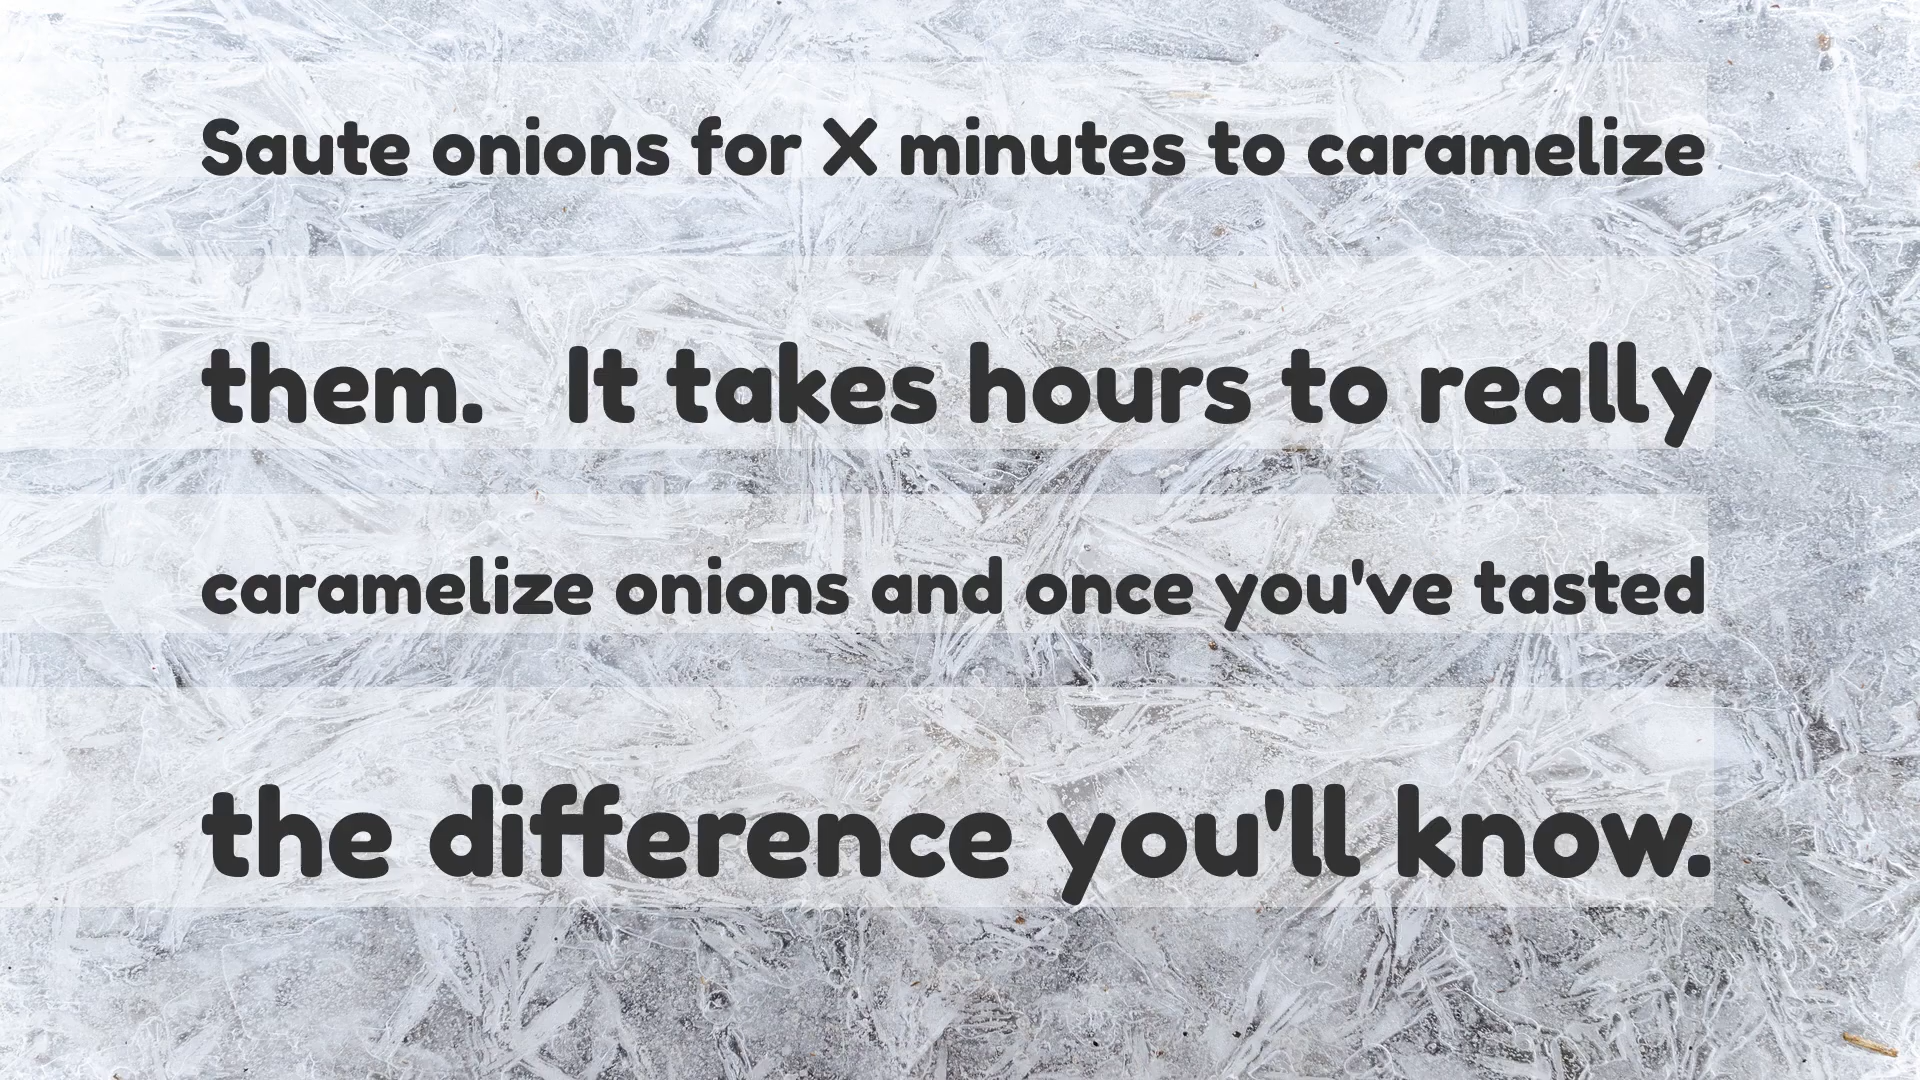 Saute onions for X minutes to caramelize
them.   It takes hours to really
caramelize onions and once you've tasted
the difference you'll know.